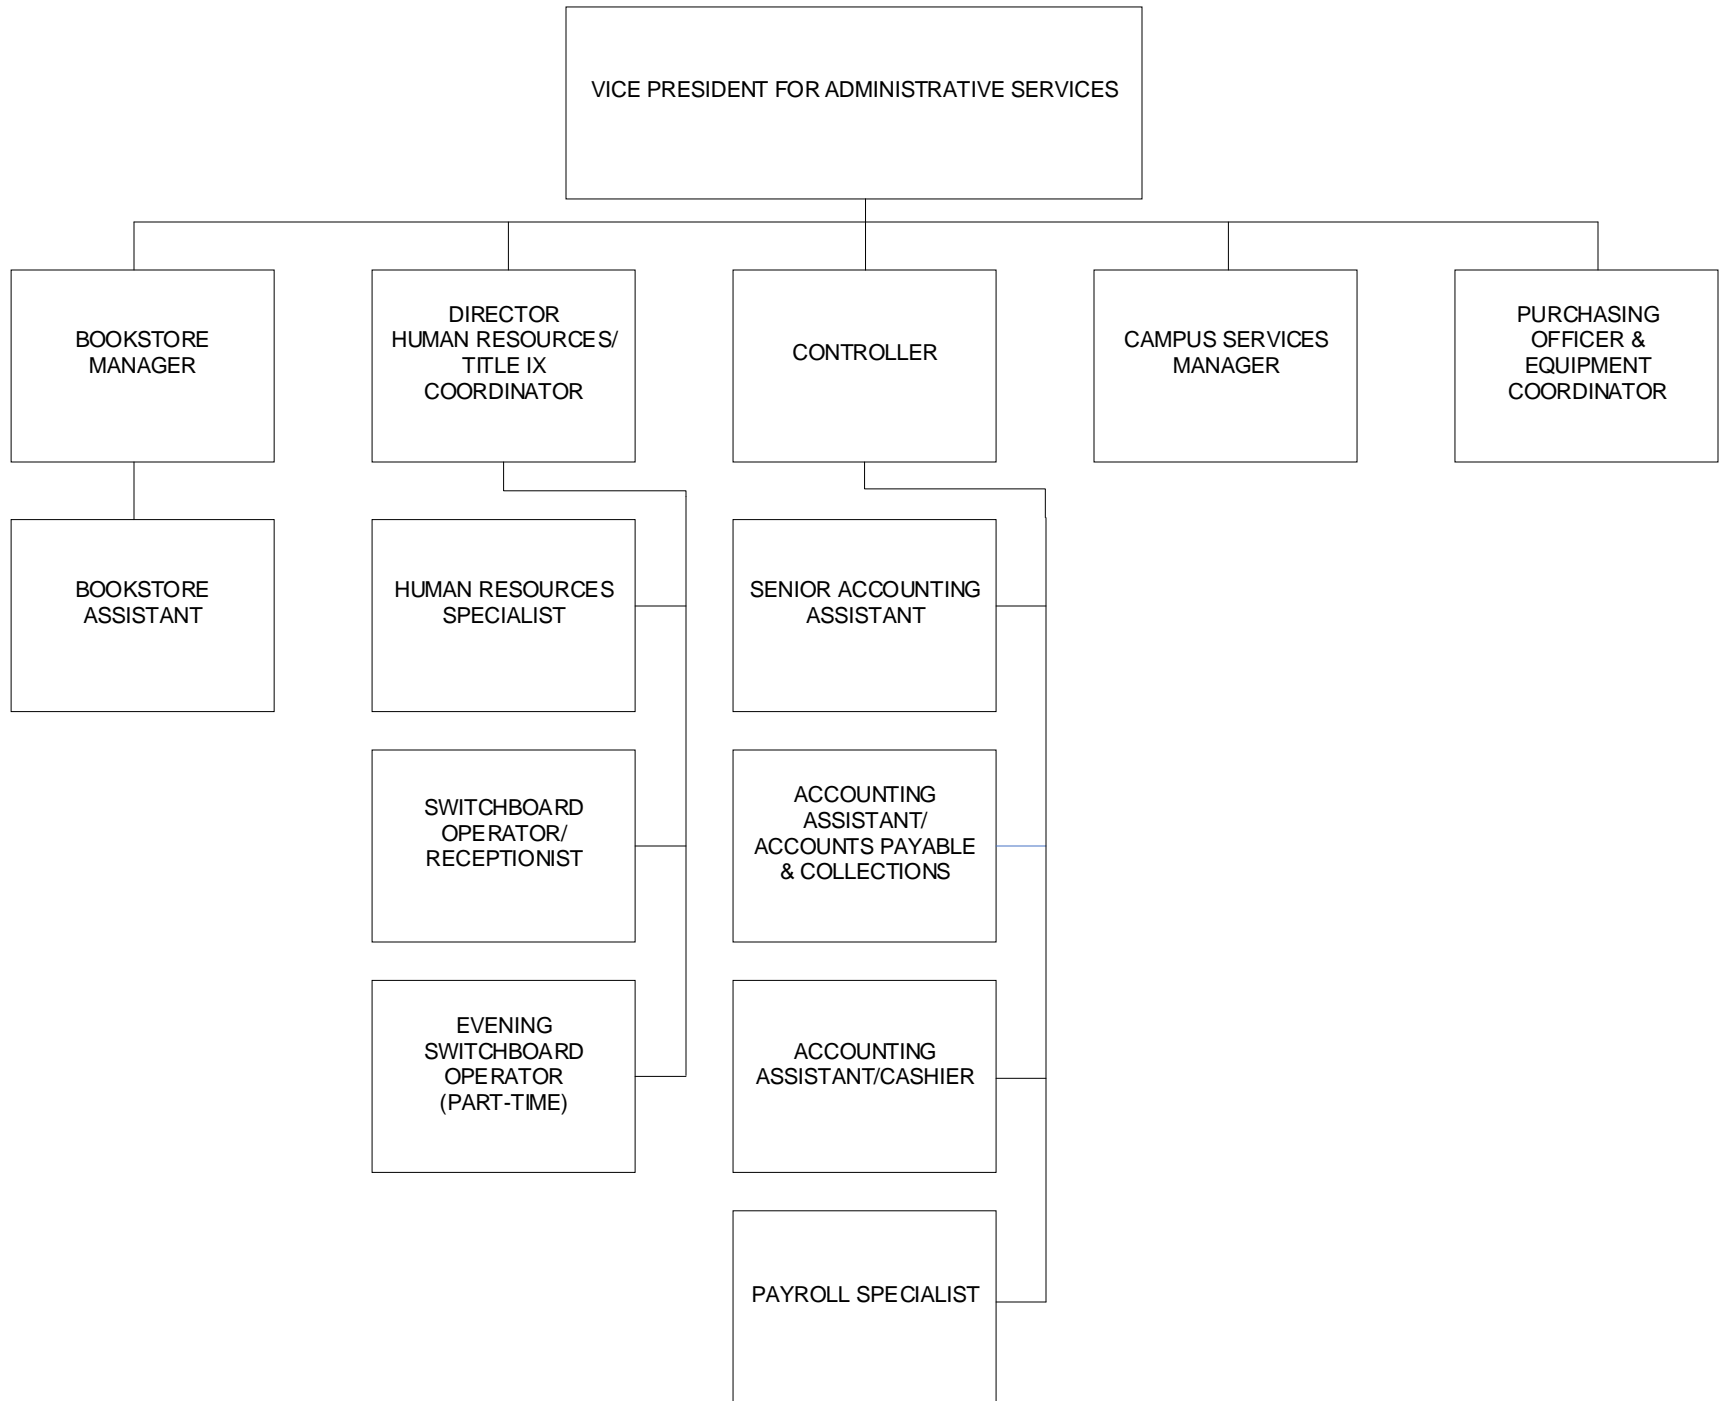 VICE PRESIDENT FOR ADMINISTRATIVE SERVICES
BOOKSTORE
MANAGER
DIRECTOR
HUMAN RESOURCES/
TITLE IX
COORDINATOR
CONTROLLER
CAMPUS SERVICES
MANAGER
PURCHASING
OFFICER &
EQUIPMENT
COORDINATOR
BOOKSTORE
ASSISTANT
HUMAN RESOURCES
SPECIALIST
SENIOR ACCOUNTING
ASSISTANT
SWITCHBOARD
OPERATOR/
RECEPTIONIST
ACCOUNTING
ASSISTANT/
ACCOUNTS PAYABLE
& COLLECTIONS
EVENING
SWITCHBOARD
OPERATOR
(PART-TIME)
ACCOUNTING
ASSISTANT/CASHIER
PAYROLL SPECIALIST